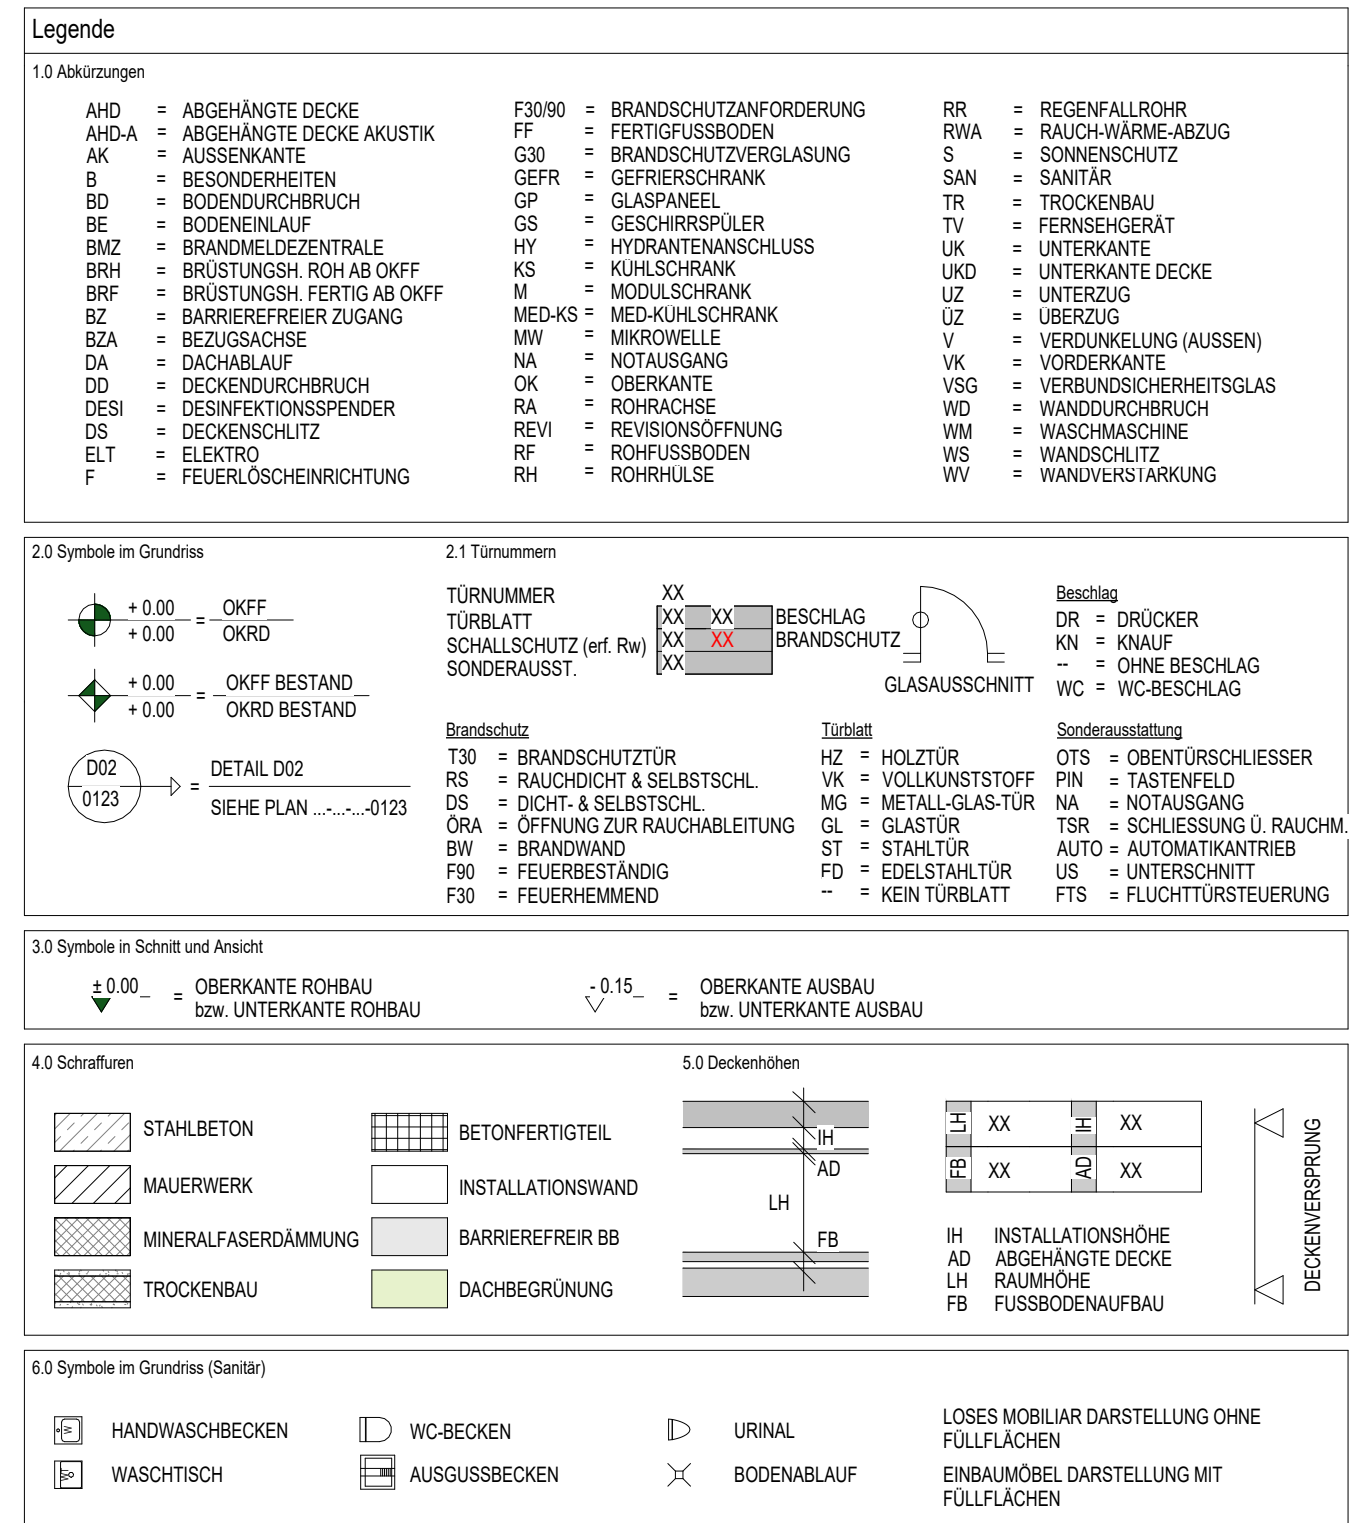 Legende
1.0 Abkürzungen
AHD = ABGEHÄNGTE DECKE
AHD-A = ABGEHÄNGTE DECKE AKUSTIK
AK = AUSSENKANTE
B = BESONDERHEITEN
BD = BODENDURCHBRUCH
BE = BODENEINLAUF
BMZ = BRANDMELDEZENTRALE
BRH = BRÜSTUNGSH. ROH AB OKFF
BRF = BRÜSTUNGSH. FERTIG AB OKFF
BZ = BARRIEREFREIER ZUGANG
BZA = BEZUGSACHSE
DA = DACHABLAUF
DD = DECKENDURCHBRUCH
DESI = DESINFEKTIONSSPENDER
DS = DECKENSCHLITZ
ELT = ELEKTRO
F = FEUERLÖSCHEINRICHTUNG
F30/90 = BRANDSCHUTZANFORDERUNG
FF = FERTIGFUSSBODEN
G30 = BRANDSCHUTZVERGLASUNG
GEFR = GEFRIERSCHRANK
GP = GLASPANEEL
GS = GESCHIRRSPÜLER
HY = HYDRANTENANSCHLUSS
KS = KÜHLSCHRANK
M = MODULSCHRANK
MED-KS = MED-KÜHLSCHRANK
MW = MIKROWELLE
NA = NOTAUSGANG
OK = OBERKANTE
RA = ROHRACHSE
REVI = REVISIONSÖFFNUNG
RF = ROHFUSSBODEN
RH = ROHRHÜLSE
RR = REGENFALLROHR
RWA = RAUCH-WÄRME-ABZUG
S = SONNENSCHUTZ
SAN = SANITÄR
TR = TROCKENBAU
TV = FERNSEHGERÄT
UK = UNTERKANTE
UKD = UNTERKANTE DECKE
UZ = UNTERZUG
ÜZ = ÜBERZUG
V = VERDUNKELUNG (AUSSEN)
VK = VORDERKANTE
VSG = VERBUNDSICHERHEITSGLAS
WD = WANDDURCHBRUCH
WM = WASCHMASCHINE
WS = WANDSCHLITZ
WV = WANDVERSTÄRKUNG
2.0 Symbole im Grundriss
+ 0.00 = OKFF
+ 0.00 OKRD
+ 0.00 = OKFF BESTAND
+ 0.00 OKRD BESTAND
D02 = DETAIL D02
0123 SIEHE PLAN ...-...-...-0123
2.1 Türnummern
TÜRNUMMER XX
TÜRBLATT XX XX BESCHLAG
SCHALLSCHUTZ (erf. Rw) XX XX BRANDSCHUTZ
SONDERAUSST. XX
GLASAUSSCHNITT
Beschlag
DR = DRÜCKER
KN = KNAUF
-- = OHNE BESCHLAG
WC = WC-BESCHLAG
Brandschutz
T30 = BRANDSCHUTZTÜR
RS = RAUCHDICHT & SELBSTSCHL.
DS = DICHT- & SELBSTSCHL.
ÖRA = ÖFFNUNG ZUR RAUCHABLEITUNG
BW = BRANDWAND
F90 = FEUERBESTÄNDIG
F30 = FEUERHEMMEND
Türblatt
HZ = HOLZTÜR
VK = VOLLKUNSTSTOFF
MG = METALL-GLAS-TÜR
GL = GLASTÜR
ST = STAHLTÜR
FD = EDELSTAHLTÜR
-- = KEIN TÜRBLATT
Sonderausstattung
OTS = OBENTÜRSCHLIESSER
PIN = TASTENFELD
NA = NOTAUSGANG
TSR = SCHLIESSUNG Ü. RAUCHM.
AUTO = AUTOMATIKANTRIEB
US = UNTERSCHNITT
FTS = FLUCHTTÜRSTEUERUNG
3.0 Symbole in Schnitt und Ansicht
± 0.00 = OBERKANTE ROHBAU
bzw. UNTERKANTE ROHBAU
- 0.15 = OBERKANTE AUSBAU
bzw. UNTERKANTE AUSBAU
4.0 Schraffuren
STAHLBETON
MAUERWERK
MINERALFASERDÄMMUNG
TROCKENBAU
BETONFERTIGTEIL
INSTALLATIONSWAND
BARRIEREFREIR BB
DACHBEGRÜNUNG
5.0 Deckenhöhen
IH
AD
LH
FB
LH XX IH XX
FB XX AD XX
IH INSTALLATIONSHÖHE
AD ABGEHÄNGTE DECKE
LH RAUMHÖHE
FB FUSSBODENAUFBAU
DECKENVERSPRUNG
6.0 Symbole im Grundriss (Sanitär)
W HANDWASCHBECKEN
W WASCHTISCH
WC-BECKEN
AUSGUSSBECKEN
URINAL
BODENABLAUF
LOSES MOBILIAR DARSTELLUNG OHNE
FÜLLFLÄCHEN
EINBAUMÖBEL DARSTELLUNG MIT
FÜLLFLÄCHEN